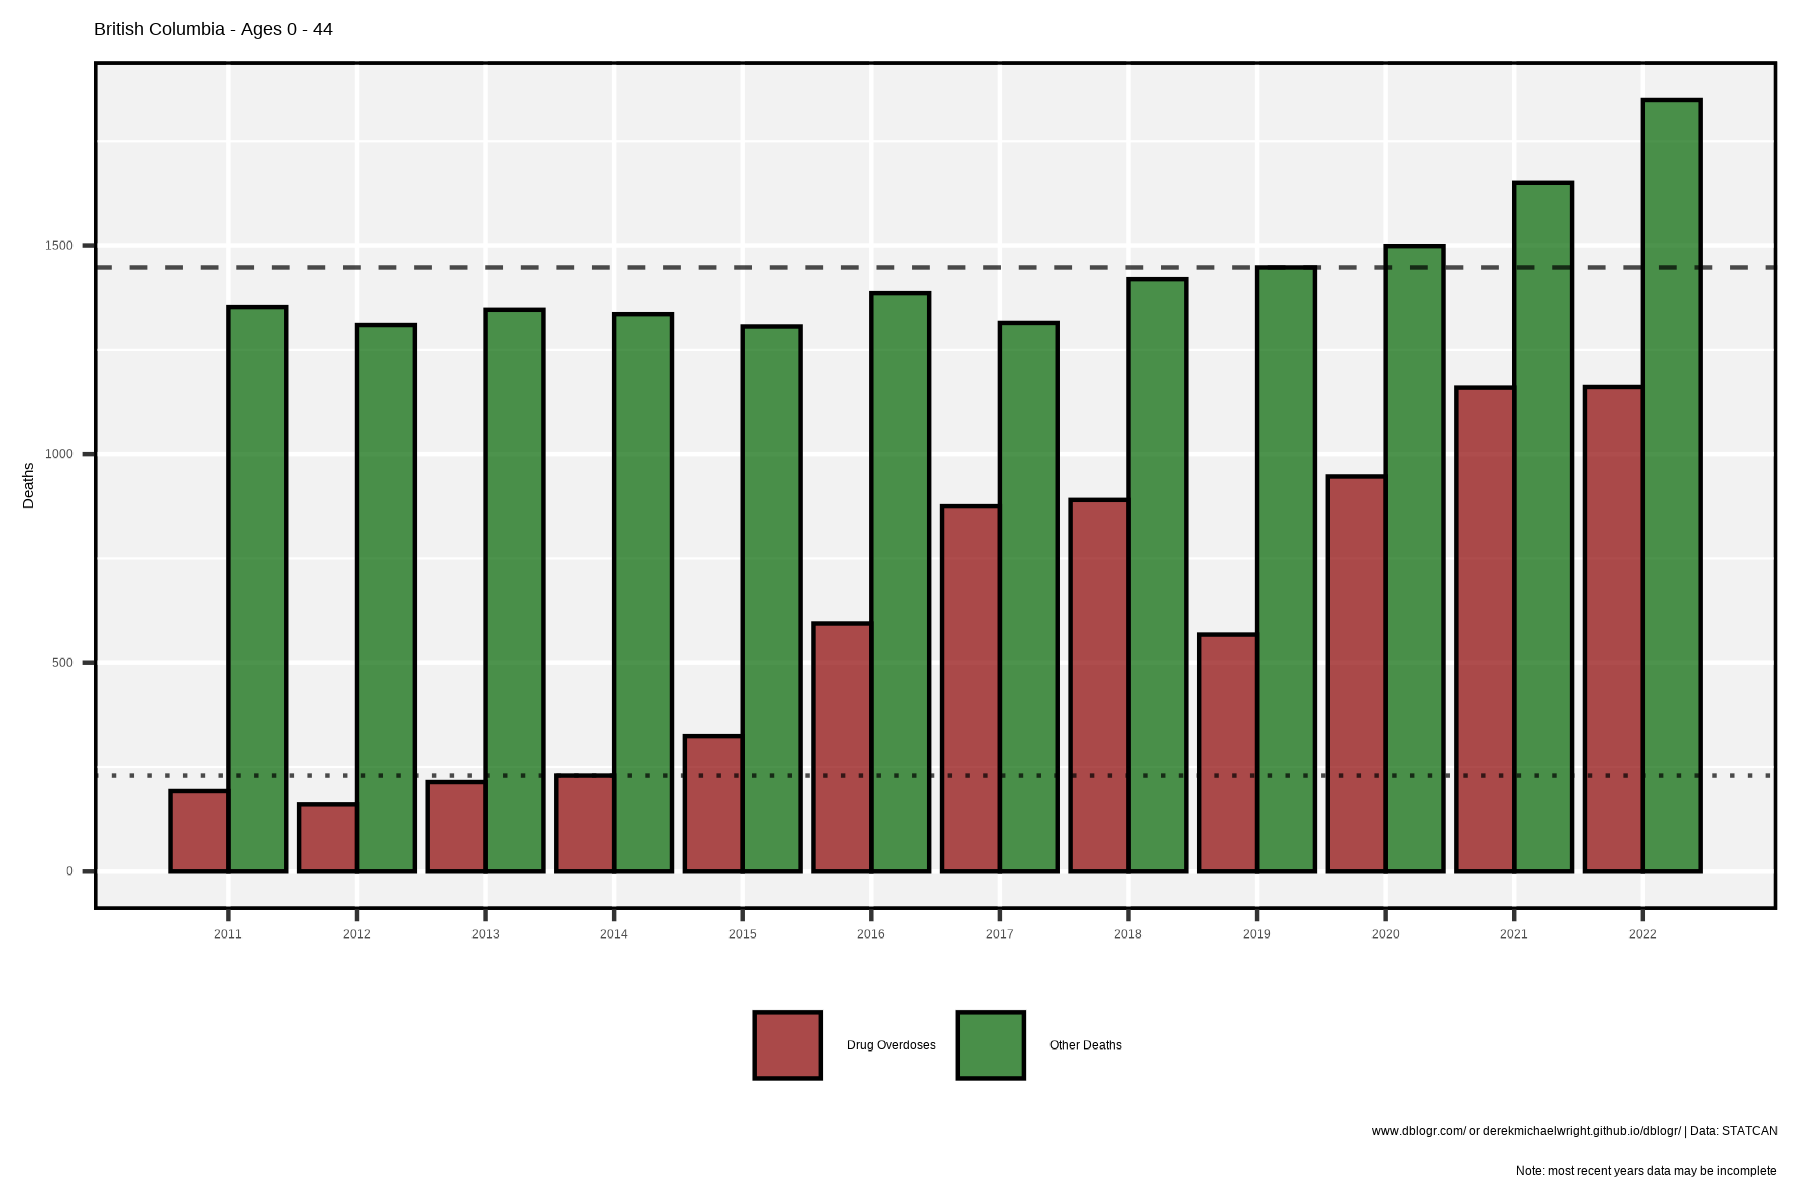 British Columbia - Ages 0 - 44
Deaths
1500
1000
500
0
2011 2012 2013 2014 2015 2016 2017 2018 2019 2020 2021 2022
Drug Overdoses Other Deaths
www.dblogr.com/ or derekmichaelwright.github.io/dblogr/ | Data: STATCAN
Note: most recent years data may be incomplete